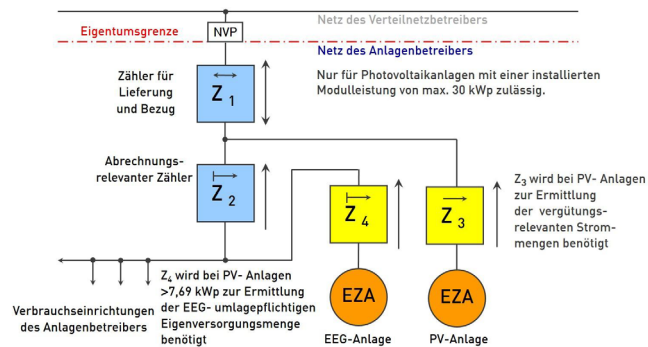 Netz des Verteilnetzbetreibers
Eigentumsgrenze
NVP
Netz des Anlagenbetreibers
Zähler für
Lieferung
und Bezug
Z 1
Nur für Photovoltaikanlagen mit einer installierten
Modulleistung von max. 30 kWp zulässig.
Abrechnungs-
relevanter Zähler
Z 2
Z 4
Z 3
Z3 wird bei PV- Anlagen
zur Ermittlung
der vergütungs-
relevanten Strom-
mengen benötigt
Verbrauchseinrichtungen
des Anlagenbetreibers
Z4 wird bei PV- Anlagen
>7,69 kWp zur Ermittlung
der EEG- umlagepflichtigen
Eigenversorgungsmenge
benötigt
EZA
EEG-Anlage
EZA
PV-Anlage